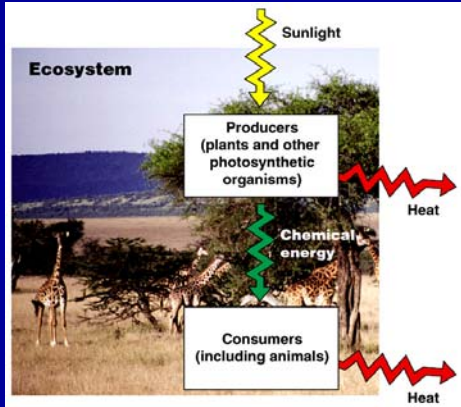 Sunlight
Ecosystem
Producers
(plants and other
photosynthetic
organisms)
Heat
Chemical
energy
Consumers
(including animals)
Heat